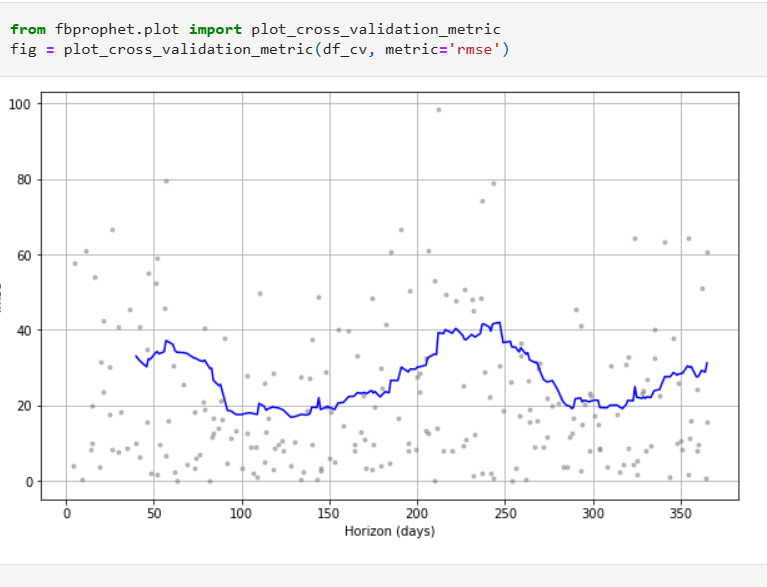 from fbprophet.plot import plot_cross_validation_metric
fig = plot_cross_validation_metric(df_cv, metric='rmse')
100
80
60
40
20
0
0 50 100 150 200 250 300 350
Horizon (days)